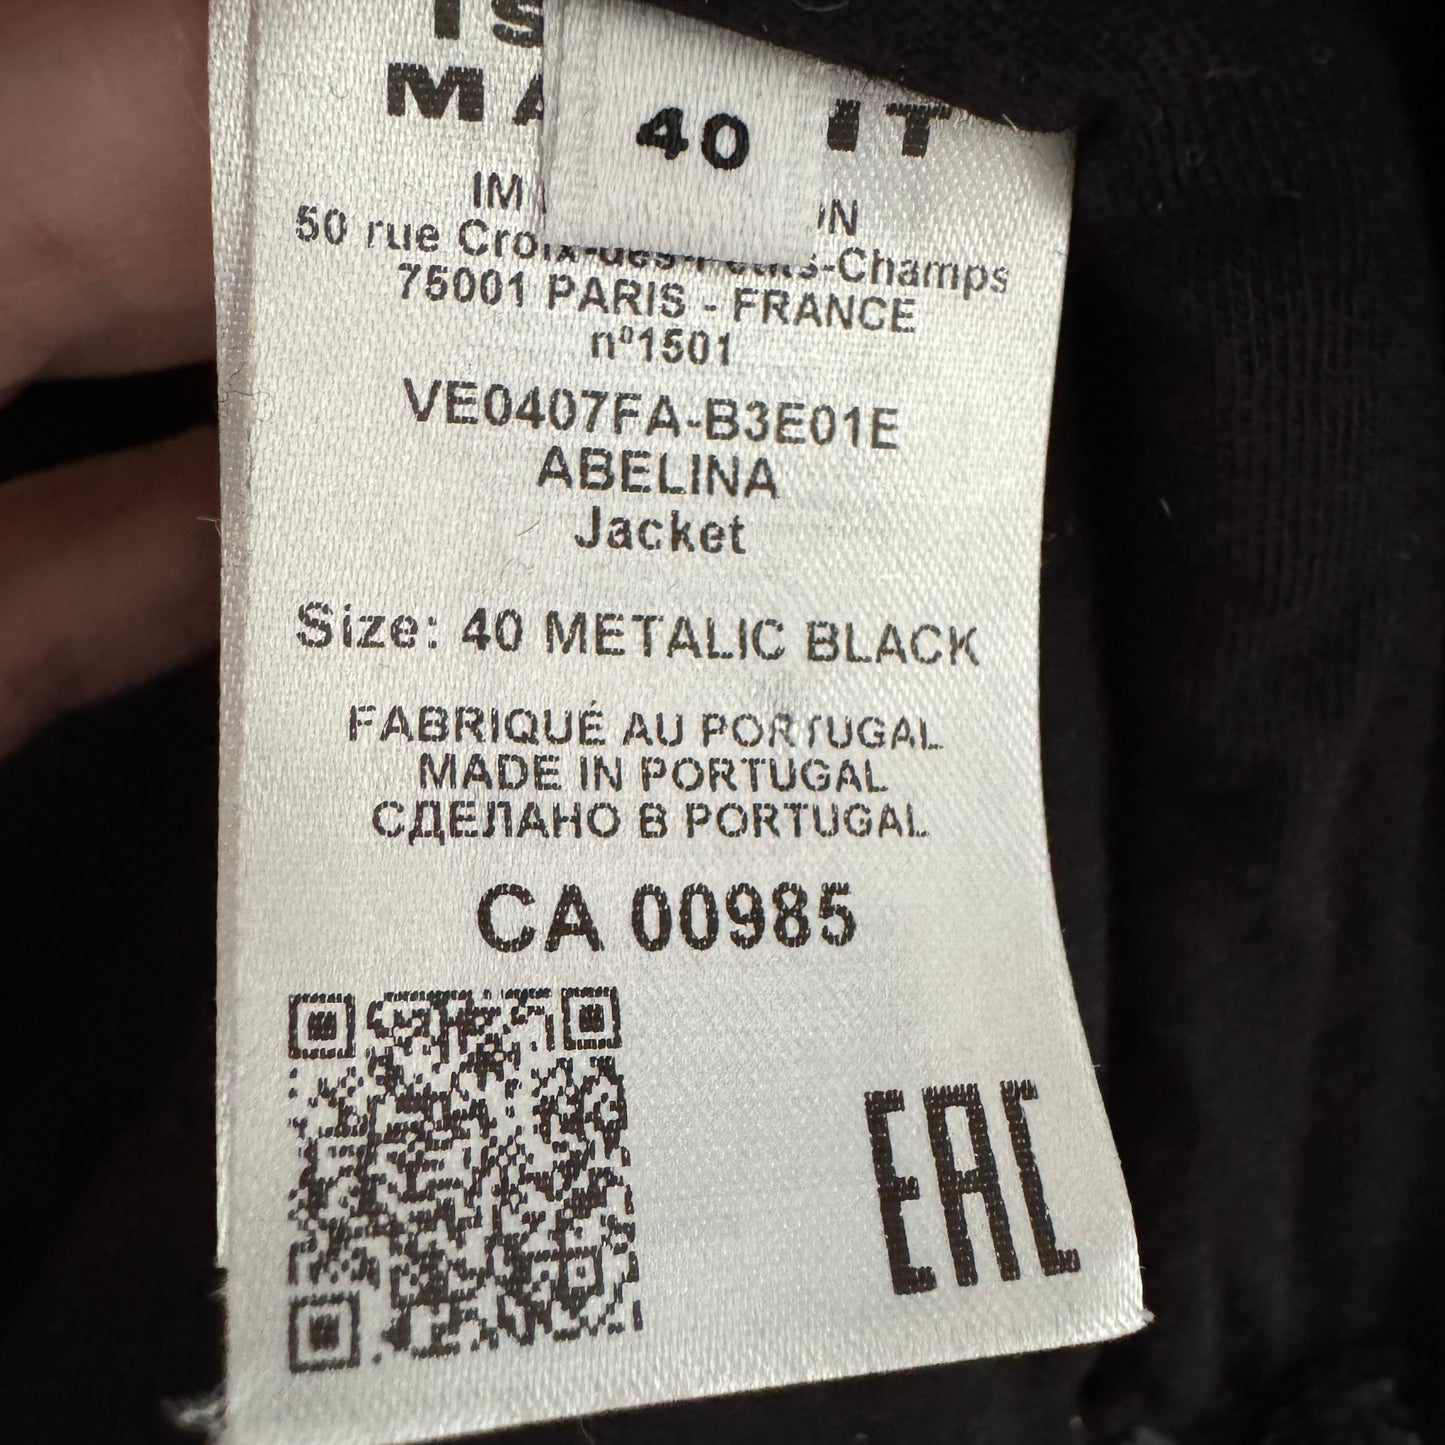 40
50 rue Croix-des-Petits-Champs
75001 PARIS - FRANCE
nº1501
VE0407FA-B3E01E
ABELINA
Jacket
Size: 40 METALIC BLACK
FABRIQUÉ AU PORTUGAL
MADE IN PORTUGAL
СДЕЛАНО В PORTUGAL
CA 00985
EAC